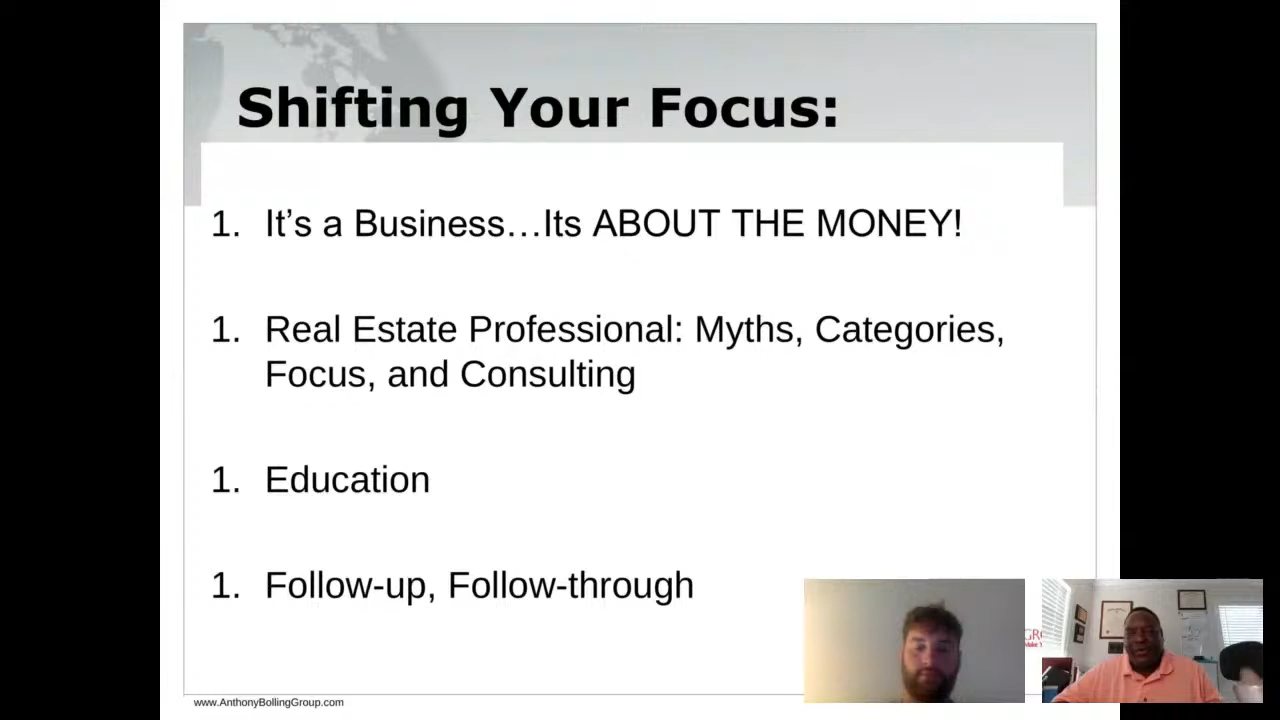 Shifting Your Focus:
1. It’s a Business…Its ABOUT THE MONEY!
1. Real Estate Professional: Myths, Categories,
Focus, and Consulting
1. Education
1. Follow-up, Follow-through
www.AnthonyBollingGroup.com